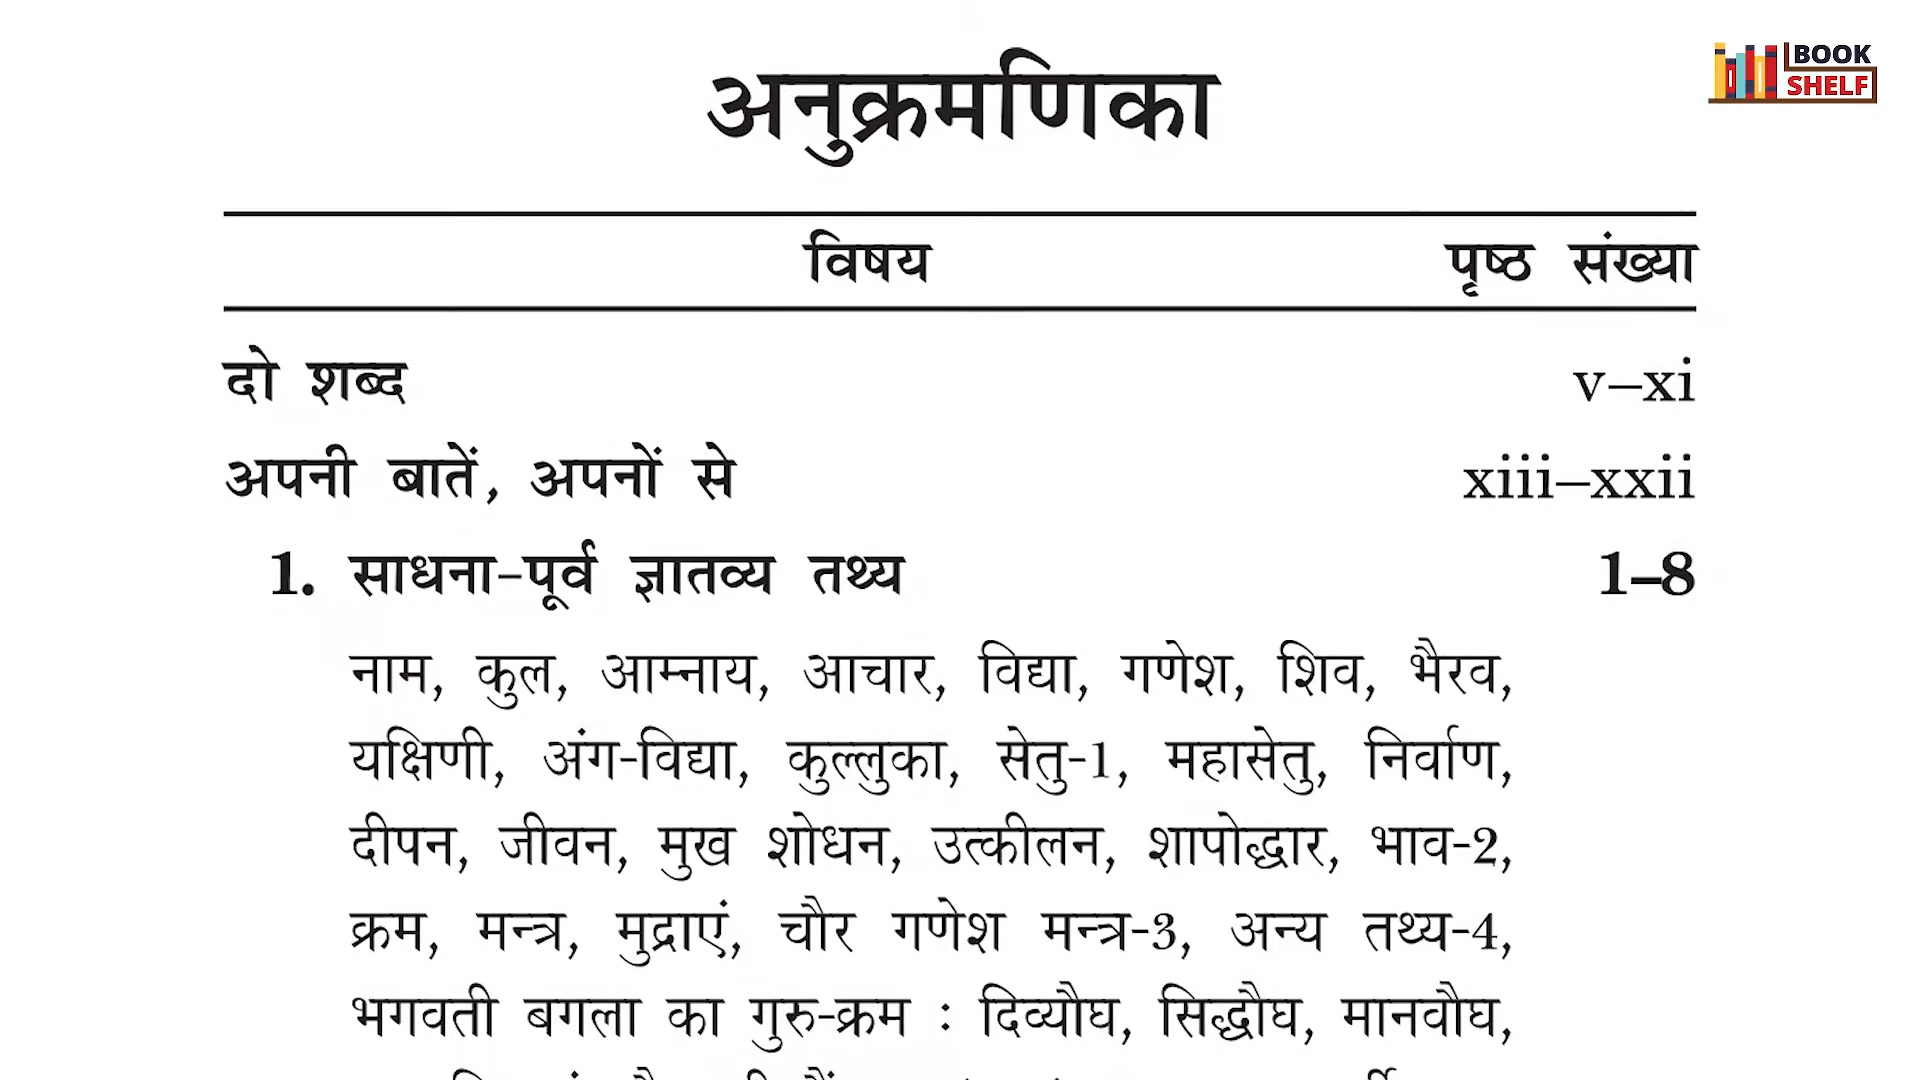 BOOK
SHELF
अनुक्रमणिका
विषय पृष्ठ संख्या
दो शब्द v–xi
अपनी बातें, अपनों से xiii–xxii
1. साधना-पूर्व ज्ञातव्य तथ्य 1–8
नाम, कुल, आम्नाय, आचार, विद्या, गणेश, शिव, भैरव,
यक्षिणी, अंग-विद्या, कुल्लुका, सेतु-1, महासेतु, निर्वाण,
दीपन, जीवन, मुख शोधन, उत्कीलन, शापोद्धार, भाव-2,
क्रम, मन्त्र, मुद्राएं, चौर गणेश मन्त्र-3, अन्य तथ्य-4,
भगवती बगला का गुरु-क्रम : दिव्यौघ, सिद्धौघ, मानवौघ,